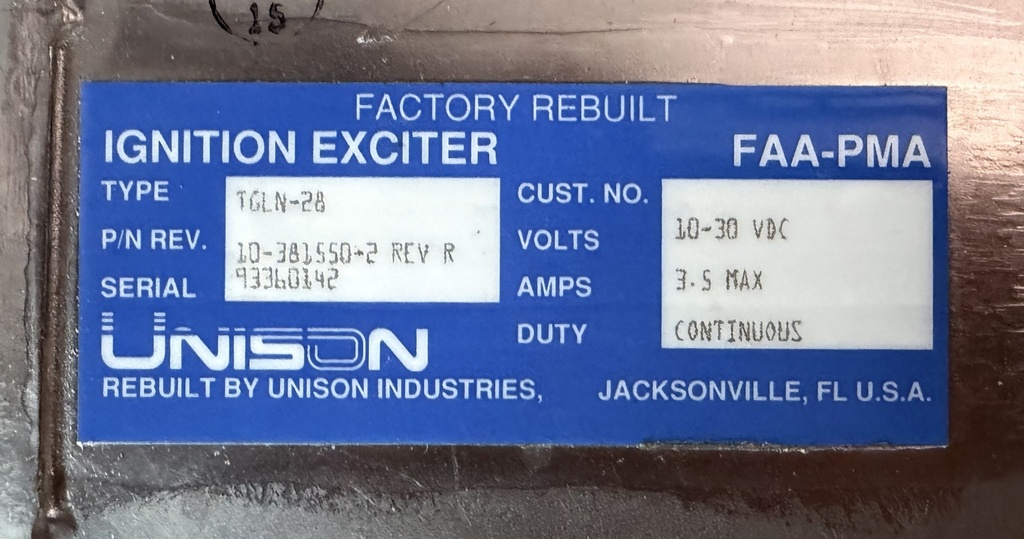 15
FACTORY REBUILT
IGNITION EXCITER
FAA-PMA
TYPE TGLN-28
P/N REV. 10-381550-2 REV R
SERIAL 93360142
CUST. NO.
VOLTS 10-30 VDC
AMPS 3.5 MAX
DUTY CONTINUOUS
UNISON
REBUILT BY UNISON INDUSTRIES, JACKSONVILLE, FL U.S.A.